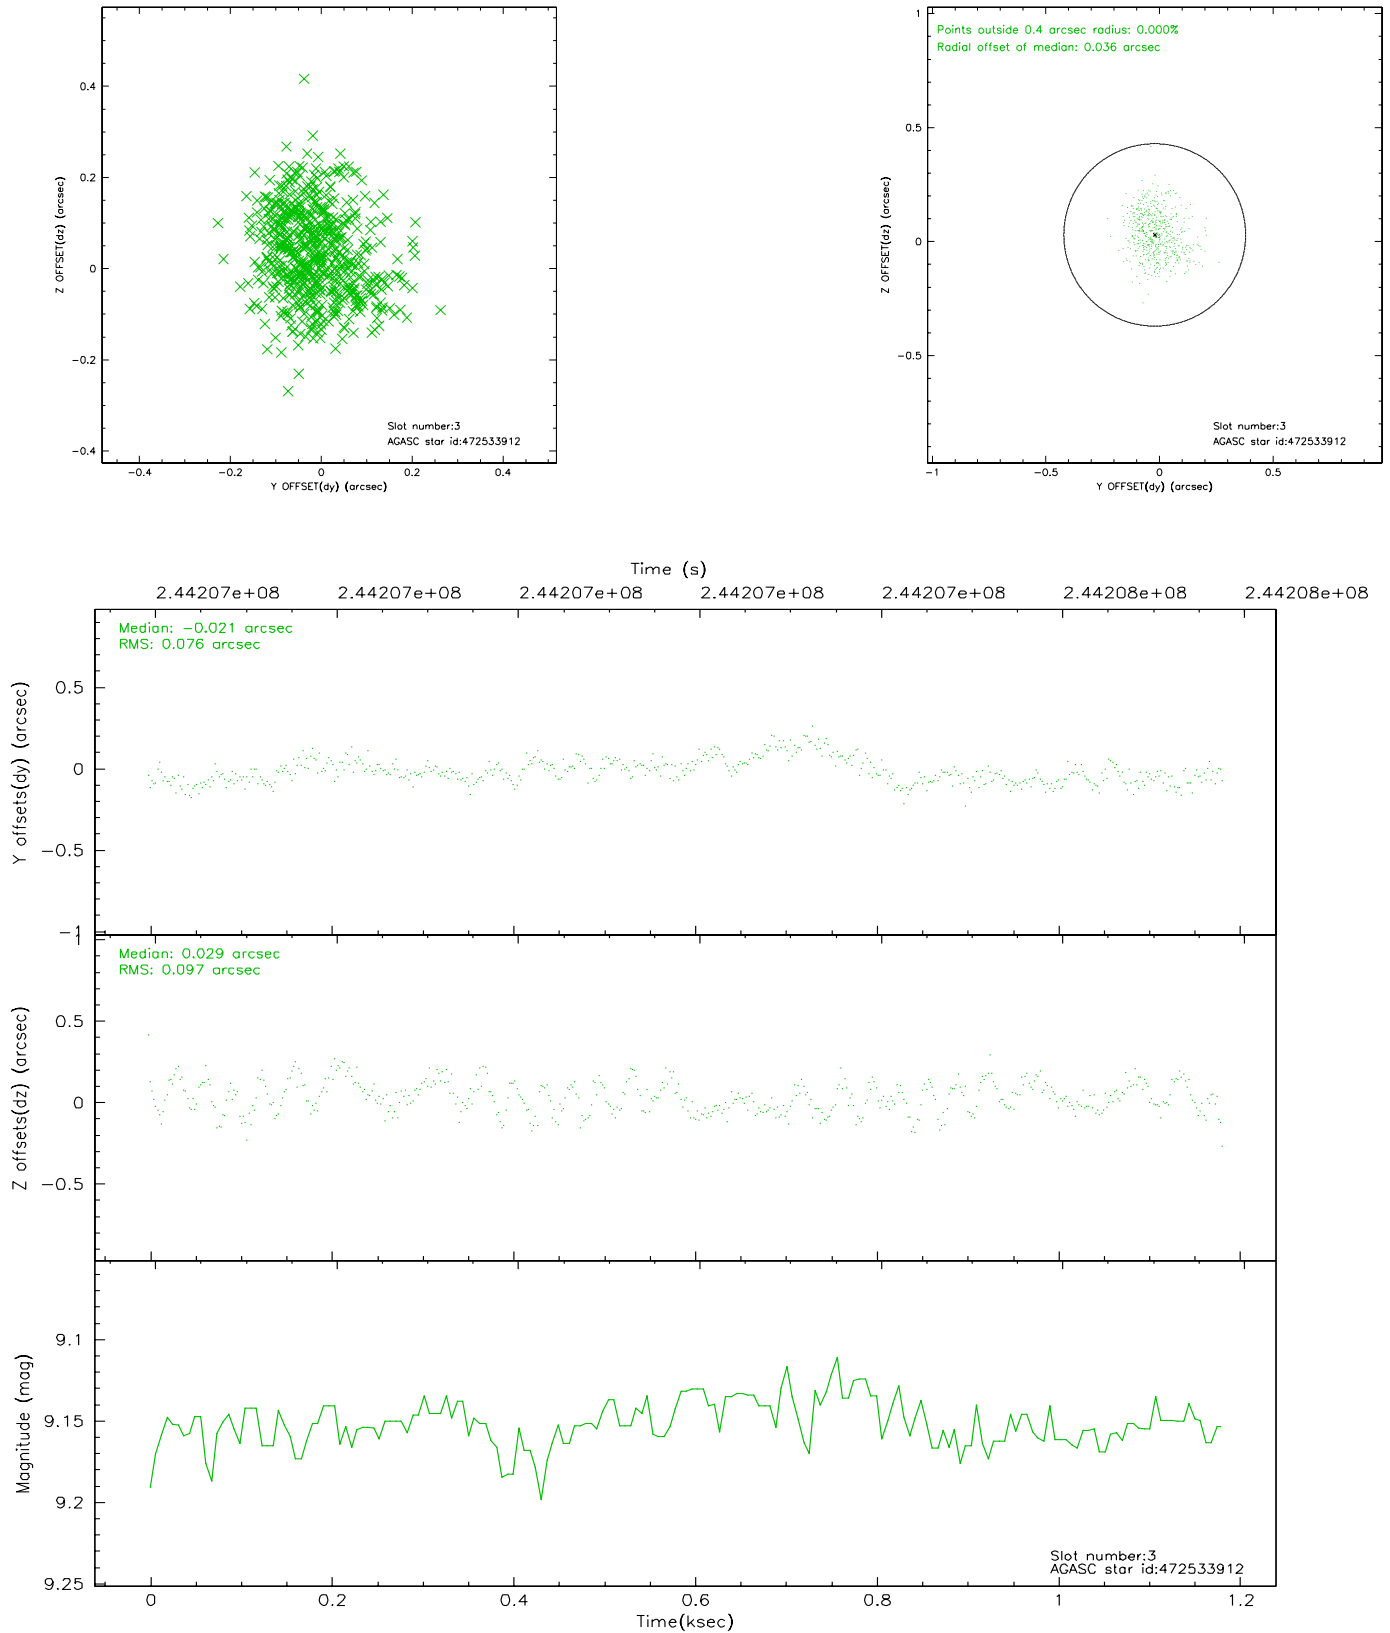 0.4
0.2
0
−0.2
−0.4
Z OFFSET(dz) (arcsec)
Slot number:3
AGASC star id:472533912
−0.4 −0.2 0 0.2 0.4
Y OFFSET(dy) (arcsec)
1
0.5
0
−0.5
Z OFFSET(dz) (arcsec)
Points outside 0.4 arcsec radius: 0.000%
Radial offset of median: 0.036 arcsec
Slot number:3
AGASC star id:472533912
−1 −0.5 0 0.5
Y OFFSET(dy) (arcsec)
Time (s)
2.44207e+08 2.44207e+08 2.44207e+08 2.44207e+08 2.44207e+08 2.44208e+08 2.44208e+08
Median: −0.021 arcsec
RMS: 0.076 arcsec
0.5
0
−0.5
−1
Y offsets(dy) (arcsec)
Median: 0.029 arcsec
RMS: 0.097 arcsec
1
0.5
0
−0.5
Z offsets(dz) (arcsec)
9.1
9.15
9.2
9.25
Magnitude (mag)
Slot number:3
AGASC star id:472533912
0 0.2 0.4 0.6 0.8 1 1.2
Time(ksec)